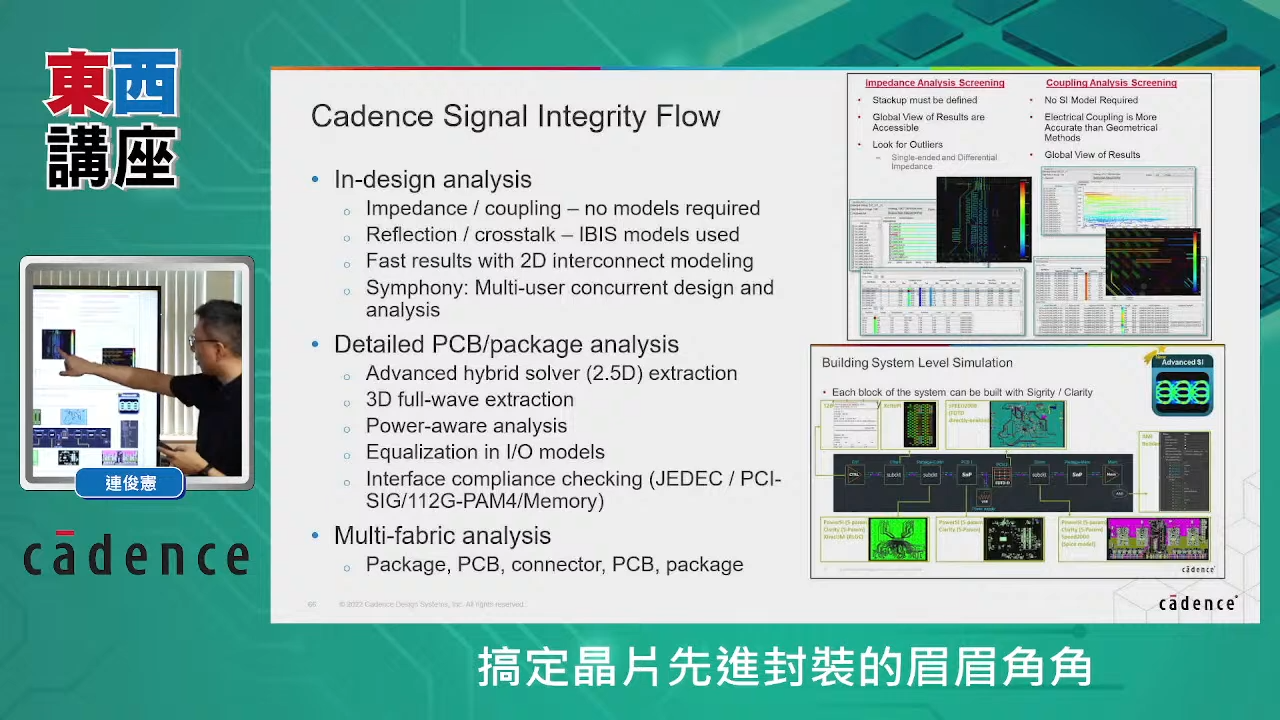 東西
講座
連俊憲
cādence
Cadence Signal Integrity Flow
• In-design analysis
○ Impedance / coupling – no models required
○ Reflection / crosstalk – IBIS models used
○ Fast results with 2D interconnect modeling
○ Symphony: Multi-user concurrent design and
analysis
• Detailed PCB/package analysis
○ Advanced hybrid solver (2.5D) extraction
○ 3D full-wave extraction
○ Power-aware analysis
○ Equalization in I/O models
○ Interface compliance checking (JEDEC / PCI-
SIG/112G-PAM4/Memory)
• Multi-fabric analysis
○ Package, PCB, connector, PCB, package
Impedance Analysis Screening
• Stackup must be defined
• Global View of Results are
Accessible
• Look for Outliers
– Single-ended and Differential
Impedance
Coupling Analysis Screening
• No SI Model Required
• Electrical Coupling is More
Accurate than Geometrical
Methods
• Global View of Results
Building System Level Simulation
Advanced SI
• Each block of the system can be built with Sigrity / Clarity
cādence
© 2022 Cadence Design Systems, Inc. All rights reserved.
cādence
搞定晶片先進封裝的眉眉角角